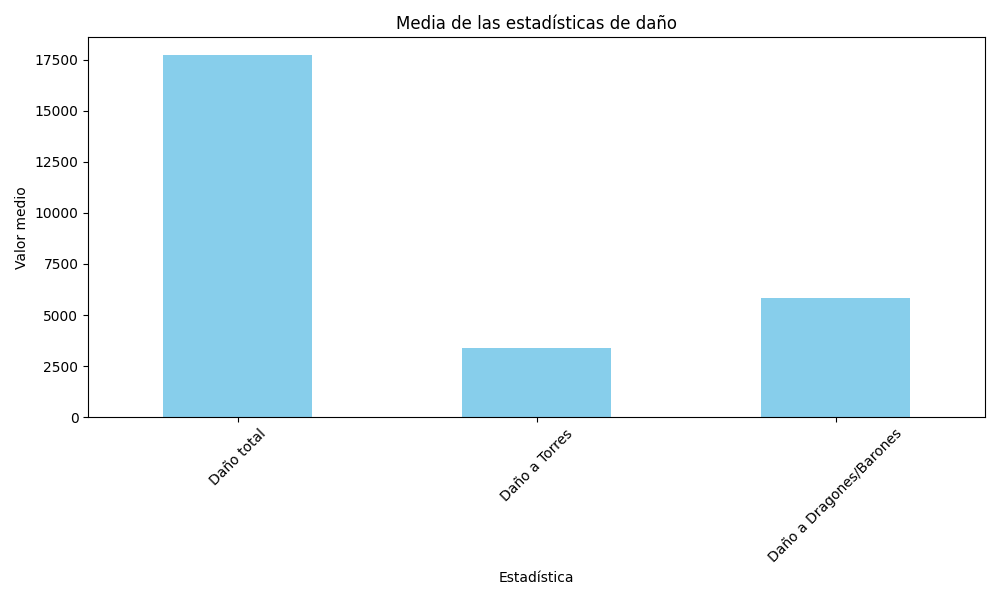 Media de las estadísticas de daño
Valor medio
17500
15000
12500
10000
7500
5000
2500
0
Daño total
Daño a Torres
Daño a Dragones/Barones
Estadística